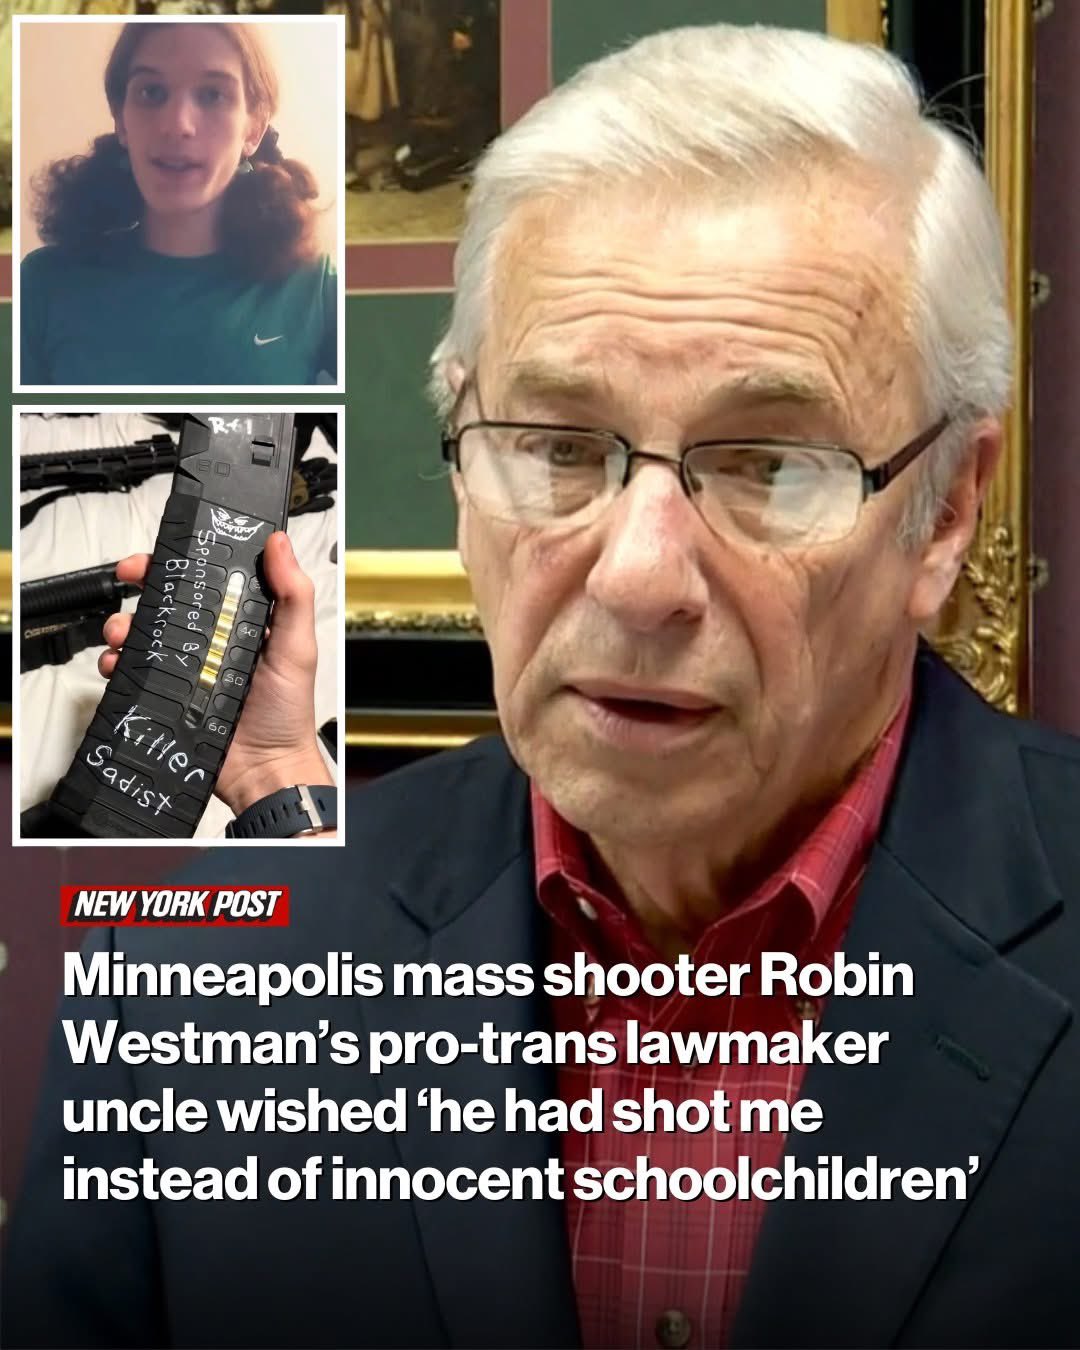 R+1
60
Sponsored By
Blackrock
40
50
60
Killer
Sadist
NEW YORK POST
Minneapolis mass shooter Robin
Westman’s pro-trans lawmaker
uncle wished ‘he had shot me
instead of innocent schoolchildren’